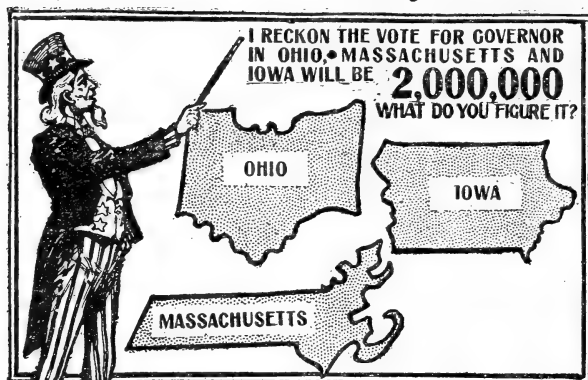 I RECKON THE VOTE FOR GOVERNOR
IN OHIO, MASSACHUSETTS AND
IOWA WILL BE 2,000,000
WHAT DO YOU FIGURE IT?
OHIO
IOWA
MASSACHUSETTS